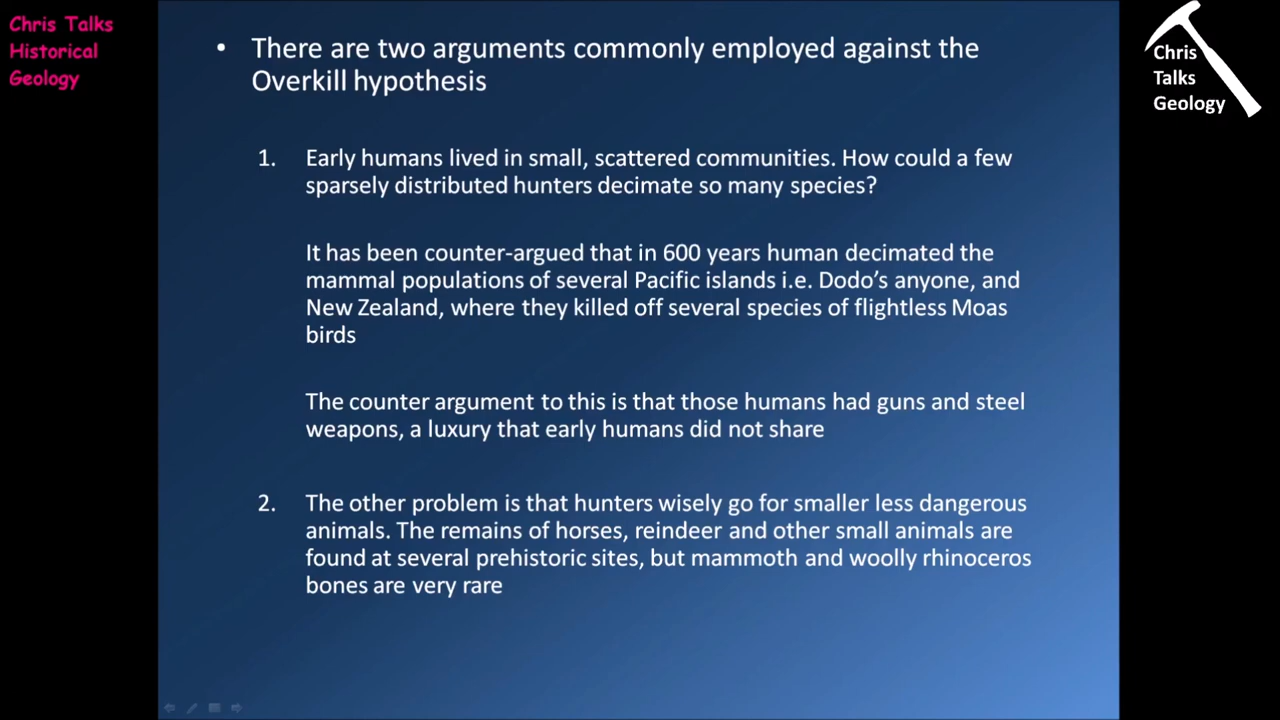 Chris Talks
Historical
Geology
Chris
Talks
Geology
• There are two arguments commonly employed against the
Overkill hypothesis
1. Early humans lived in small, scattered communities. How could a few
sparsely distributed hunters decimate so many species?
It has been counter-argued that in 600 years human decimated the
mammal populations of several Pacific islands i.e. Dodo's anyone, and
New Zealand, where they killed off several species of flightless Moas
birds
The counter argument to this is that those humans had guns and steel
weapons, a luxury that early humans did not share
2. The other problem is that hunters wisely go for smaller less dangerous
animals. The remains of horses, reindeer and other small animals are
found at several prehistoric sites, but mammoth and woolly rhinoceros
bones are very rare